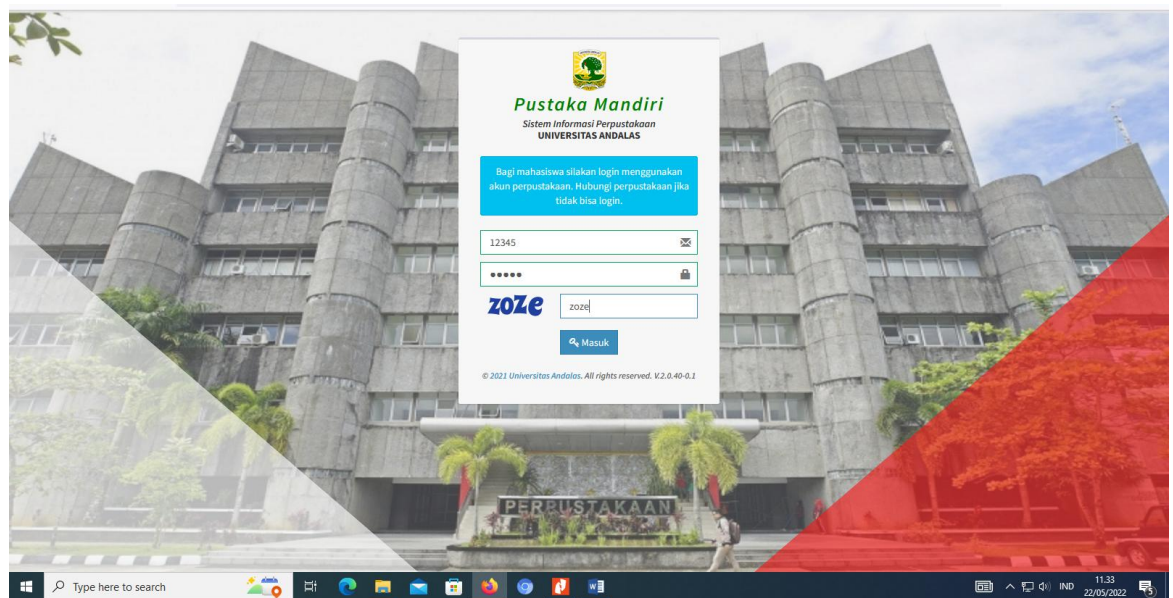 Pustaka Mandiri
Sistem Informasi Perpustakaan
UNIVERSITAS ANDALAS
Bagi mahasiswa silakan login menggunakan
akun perpustakaan. Hubungi perpustakaan jika
tidak bisa login.
12345
•••••
zoze
zoze
Masuk
© 2021 Universitas Andalas. All rights reserved. V.2.0.40-0.1
PERPUSTAKAAN
Type here to search
IND
11.33
22/05/2022
5